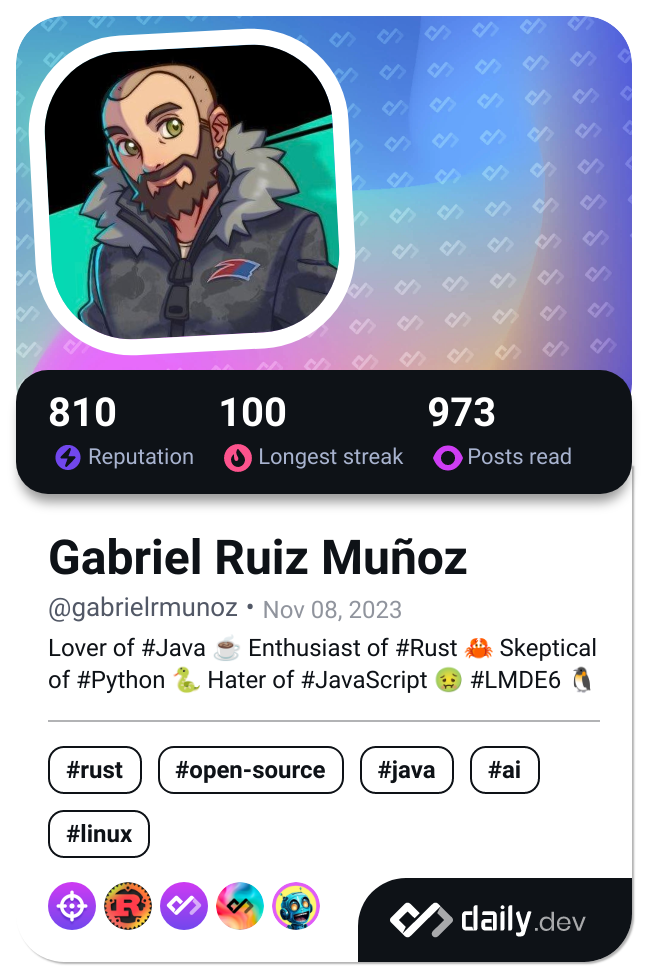 810 100 973
Reputation Longest streak Posts read
Gabriel Ruiz Muñoz
@gabrielrmunoz • Nov 08, 2023
Lover of #Java ☕ Enthusiast of #Rust 🦀 Skeptical
of #Python 🐍 Hater of #JavaScript 🤢 #LMDE6 🐧
#rust #open-source #java #ai
#linux
R
daily.dev